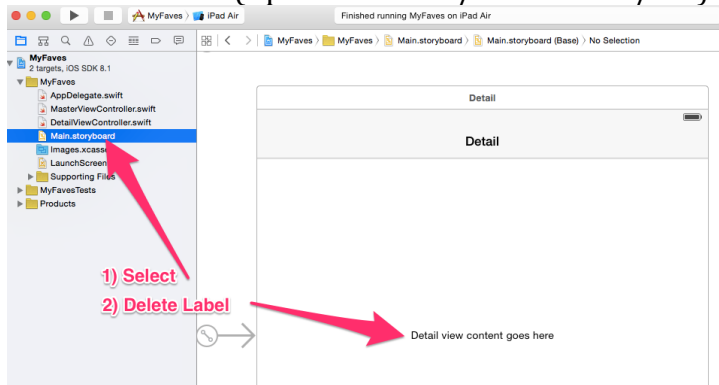 MyFaves iPad Air
Finished running MyFaves on iPad Air
MyFaves
2 targets, iOS SDK 8.1
MyFaves
AppDelegate.swift
MasterViewController.swift
DetailViewController.swift
Main.storyboard
Images.xcasse
LaunchScreen
Supporting Files
MyFavesTests
Products
MyFaves MyFaves Main.storyboard Main.storyboard (Base) No Selection
Detail
Detail
1) Select
2) Delete Label
Detail view content goes here